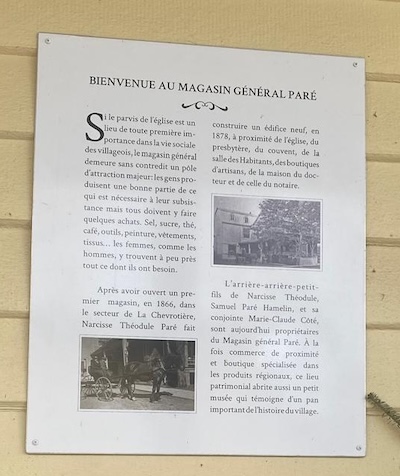 BIENVENUE AU MAGASIN GÉNÉRAL PARÉ
Si le parvis de l'église est un
lieu de toute première im-
portance dans la vie sociale
des villageois, le magasin général
demeure sans contredit un pôle
d'attraction majeur: les gens pro-
duisent une bonne partie de ce
qui est nécessaire à leur subsis-
tance mais tous doivent y faire
quelques achats. Sel, sucre, thé,
café, outils, peinture, vêtements,
tissus... les femmes, comme les
hommes, y trouvent à peu près
tout ce dont ils ont besoin.
Après avoir ouvert un pre-
mier magasin, en 1866, dans
le secteur de La Chevrotière,
Narcisse Théodule Paré fait
construire un édifice neuf, en
1878, à proximité de l'église, du
presbytère, du couvent, de la
salle des Habitants, des boutiques
d'artisans, de la maison du doc-
teur et de celle du notaire.
L'arrière-arrière-petit-
fils de Narcisse Théodule,
Samuel Paré Hamelin, et sa
conjointe Marie-Claude Côté,
sont aujourd'hui propriétaires
du Magasin général Paré. À la
fois commerce de proximité
et boutique spécialisée dans
les produits régionaux, ce lieu
patrimonial abrite aussi un petit
musée qui témoigne d'un pan
important de l'histoire du village.